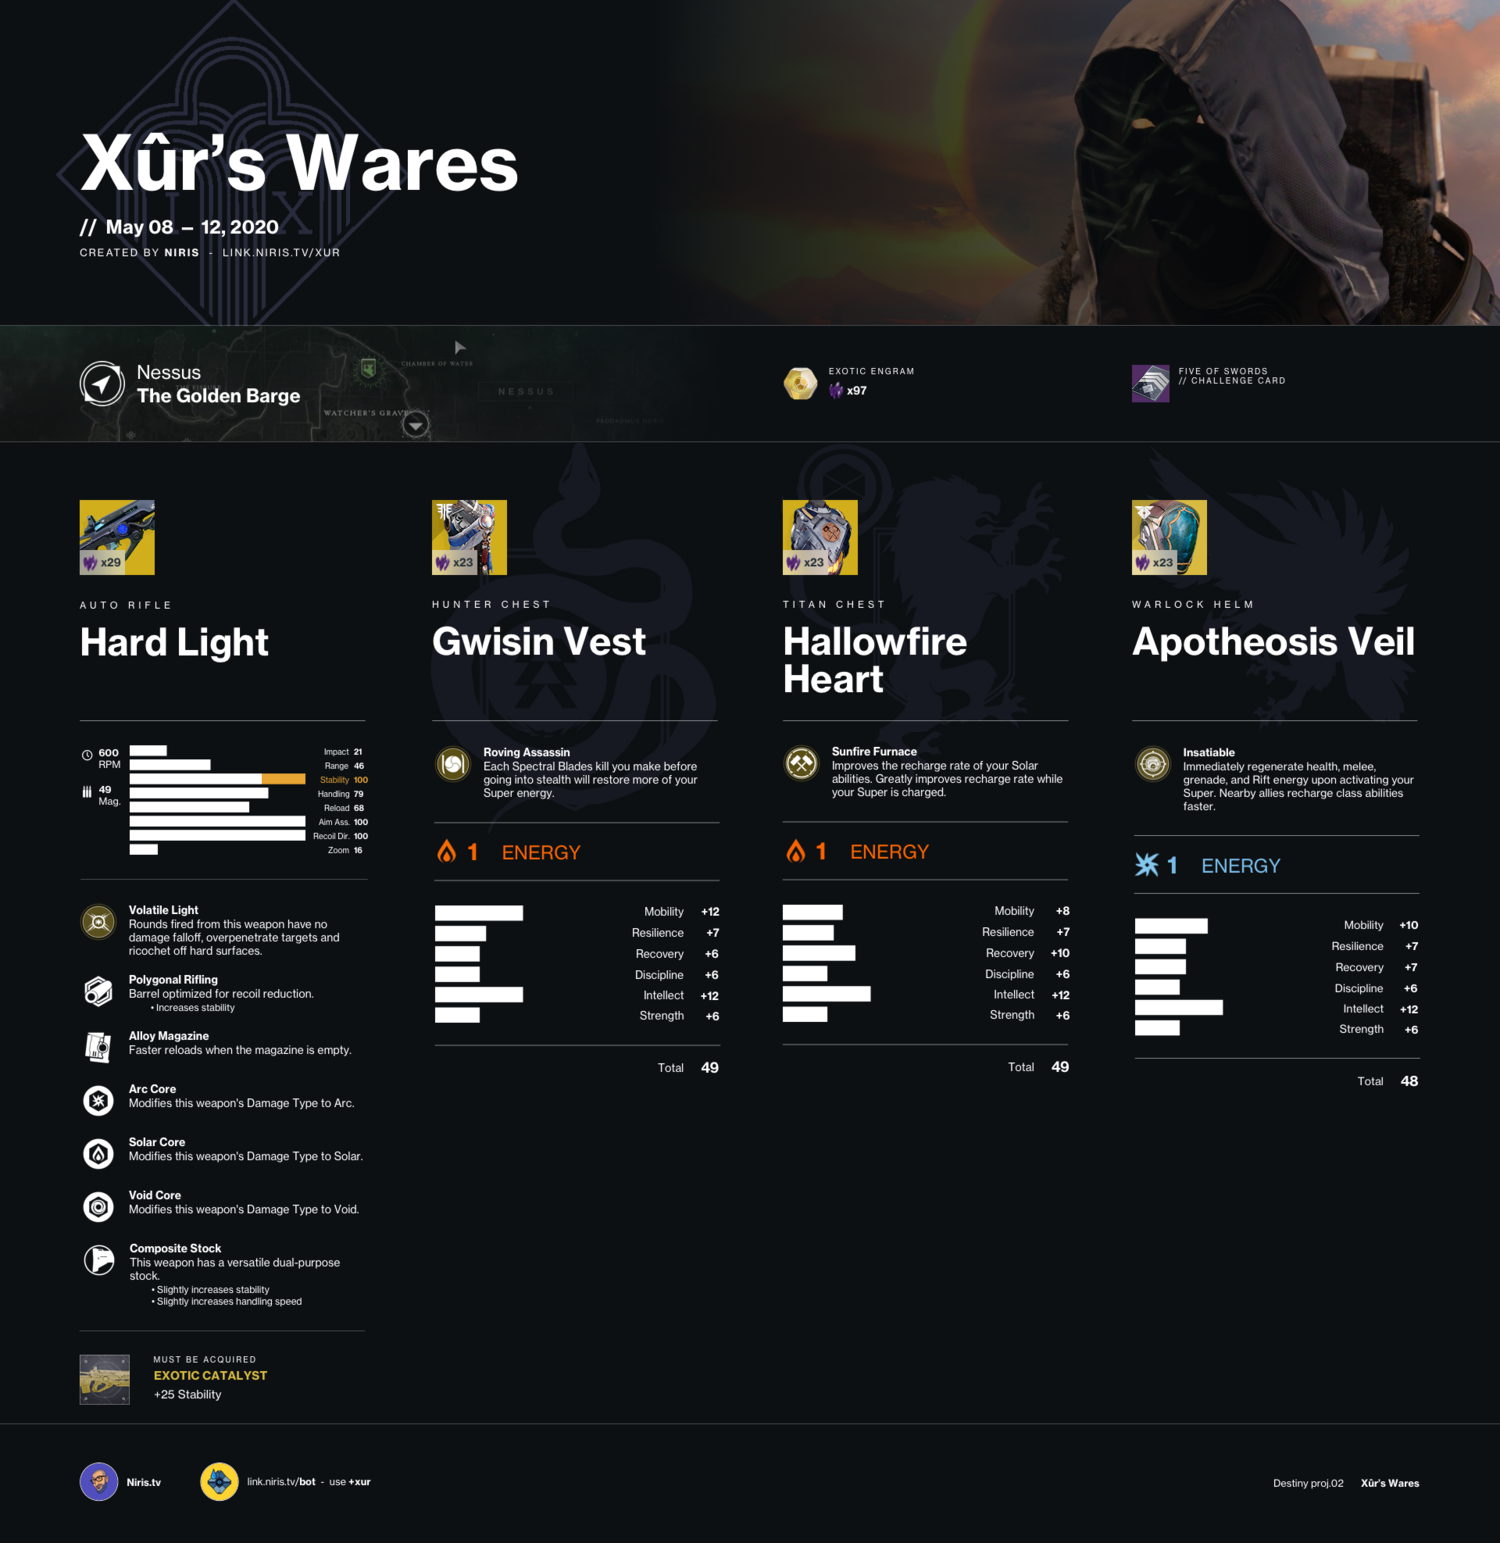 Xûr's Wares
// May 08 – 12, 2020
CREATED BY NIRIS - LINK.NIRIS.TV/XUR
Nessus
The Golden Barge
CHAMBER OF WATER
WATCHER'S GRAVE
NESSUS
EXOTIC ENGRAM
x97
FIVE OF SWORDS
// CHALLENGE CARD
x29
AUTO RIFLE
Hard Light
600
RPM
49
Mag.
Impact 21
Range 46
Stability 100
Handling 79
Reload 68
Aim Ass. 100
Recoil Dir. 100
Zoom 16
Volatile Light
Rounds fired from this weapon have no
damage falloff, overpenetrate targets and
ricochet off hard surfaces.
Polygonal Rifling
Barrel optimized for recoil reduction.
• Increases stability
Alloy Magazine
Faster reloads when the magazine is empty.
Arc Core
Modifies this weapon's Damage Type to Arc.
Solar Core
Modifies this weapon's Damage Type to Solar.
Void Core
Modifies this weapon's Damage Type to Void.
Composite Stock
This weapon has a versatile dual-purpose
stock.
• Slightly increases stability
• Slightly increases handling speed
MUST BE ACQUIRED
EXOTIC CATALYST
+25 Stability
x23
HUNTER CHEST
Gwisin Vest
Roving Assassin
Each Spectral Blades kill you make before
going into stealth will restore more of your
Super energy.
1 ENERGY
Mobility +12
Resilience +7
Recovery +6
Discipline +6
Intellect +12
Strength +6
Total 49
x23
TITAN CHEST
Hallowfire
Heart
Sunfire Furnace
Improves the recharge rate of your Solar
abilities. Greatly improves recharge rate while
your Super is charged.
1 ENERGY
Mobility +8
Resilience +7
Recovery +10
Discipline +6
Intellect +12
Strength +6
Total 49
x23
WARLOCK HELM
Apotheosis Veil
Insatiable
Immediately regenerate health, melee,
grenade, and Rift energy upon activating your
Super. Nearby allies recharge class abilities
faster.
1 ENERGY
Mobility +10
Resilience +7
Recovery +7
Discipline +6
Intellect +12
Strength +6
Total 48
Niris.tv
link.niris.tv/bot - use +xur
Destiny proj.02 Xûr's Wares